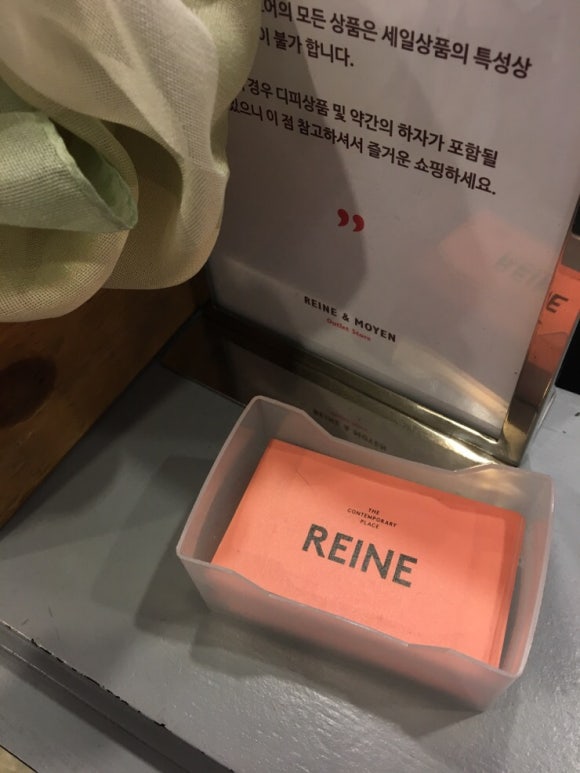 모든 상품은 세일상품의 특성상
불가 합니다.
경우 디피상품 및 약간의 하자가 포함될
있으니 이 점 참고하셔서 즐거운 쇼핑하세요.
”
REINE & MOYEN
Outlet Store
THE
CONTEMPORARY
PLACE
REINE